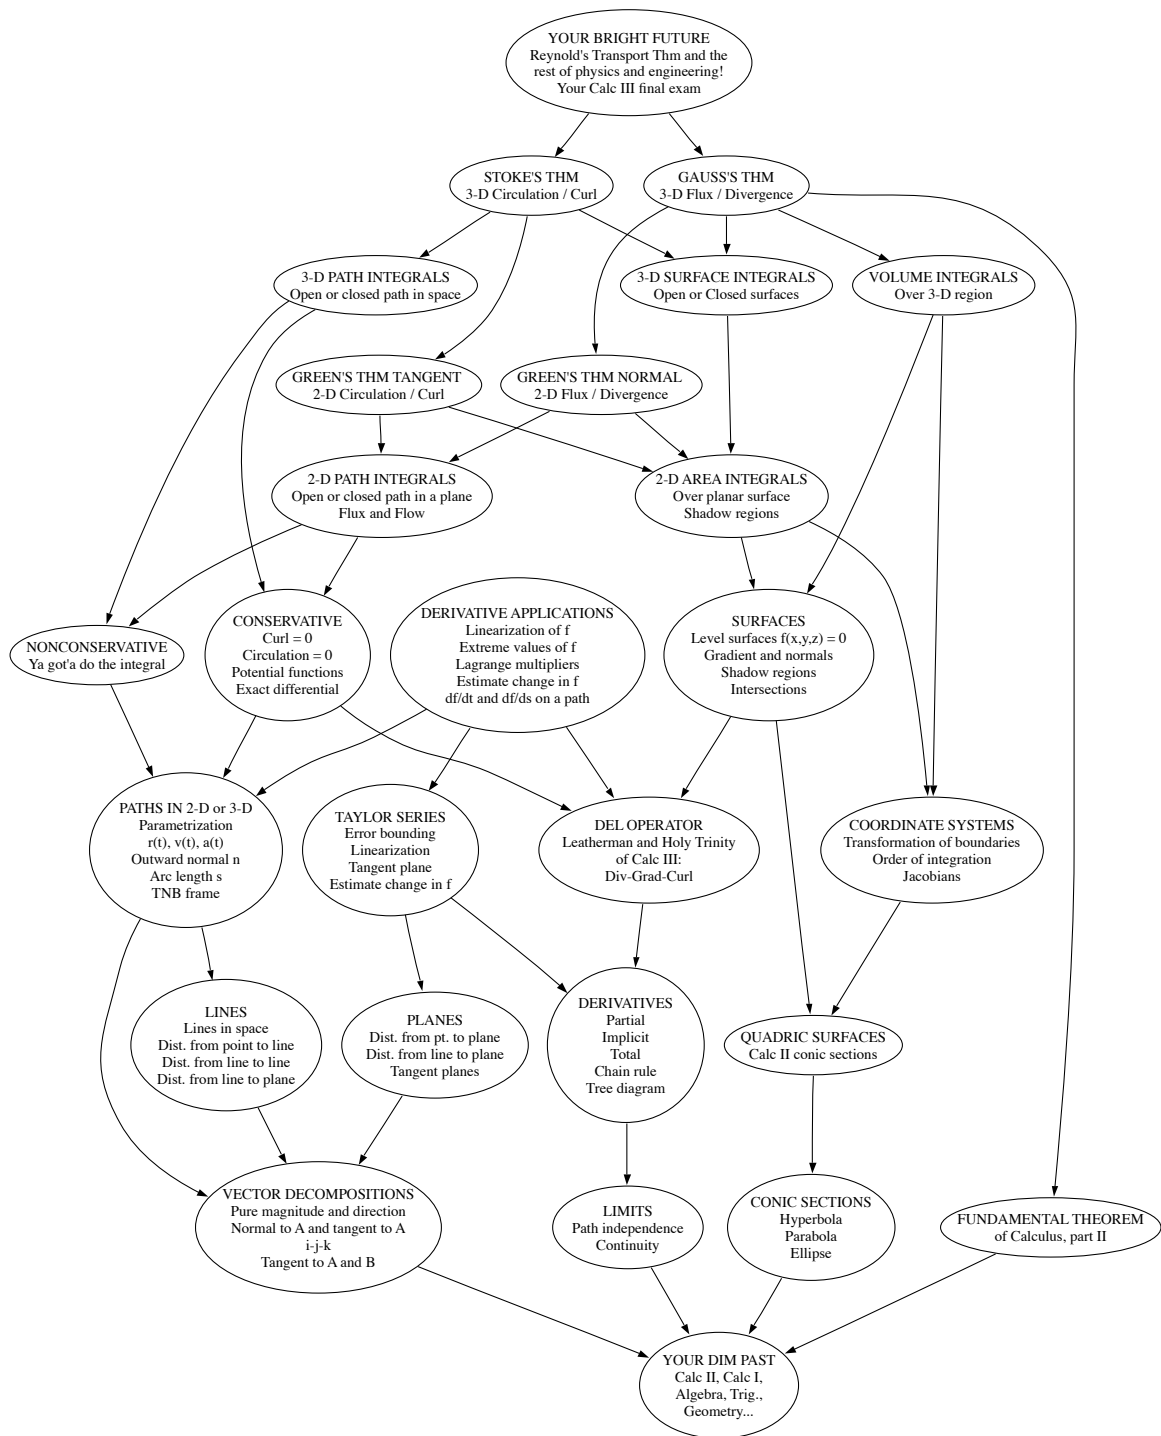 YOUR BRIGHT FUTURE
Reynold's Transport Thm and the
rest of physics and engineering!
Your Calc III final exam
STOKE'S THM
3-D Circulation / Curl
GAUSS'S THM
3-D Flux / Divergence
3-D PATH INTEGRALS
Open or closed path in space
3-D SURFACE INTEGRALS
Open or Closed surfaces
VOLUME INTEGRALS
Over 3-D region
GREEN'S THM TANGENT
2-D Circulation / Curl
GREEN'S THM NORMAL
2-D Flux / Divergence
2-D PATH INTEGRALS
Open or closed path in a plane
Flux and Flow
2-D AREA INTEGRALS
Over planar surface
Shadow regions
NONCONSERVATIVE
Ya got'a do the integral
CONSERVATIVE
Curl = 0
Circulation = 0
Potential functions
Exact differential
DERIVATIVE APPLICATIONS
Linearization of f
Extreme values of f
Lagrange multipliers
Estimate change in f
df/dt and df/ds on a path
SURFACES
Level surfaces f(x,y,z) = 0
Gradient and normals
Shadow regions
Intersections
PATHS IN 2-D or 3-D
Parametrization
r(t), v(t), a(t)
Outward normal n
Arc length s
TNB frame
TAYLOR SERIES
Error bounding
Linearization
Tangent plane
Estimate change in f
DEL OPERATOR
Leatherman and Holy Trinity
of Calc III:
Div-Grad-Curl
COORDINATE SYSTEMS
Transformation of boundaries
Order of integration
Jacobians
LINES
Lines in space
Dist. from point to line
Dist. from line to line
Dist. from line to plane
PLANES
Dist. from pt. to plane
Dist. from line to plane
Tangent planes
DERIVATIVES
Partial
Implicit
Total
Chain rule
Tree diagram
QUADRIC SURFACES
Calc II conic sections
VECTOR DECOMPOSITIONS
Pure magnitude and direction
Normal to A and tangent to A
i-j-k
Tangent to A and B
LIMITS
Path independence
Continuity
CONIC SECTIONS
Hyperbola
Parabola
Ellipse
FUNDAMENTAL THEOREM
of Calculus, part II
YOUR DIM PAST
Calc II, Calc I,
Algebra, Trig.,
Geometry...